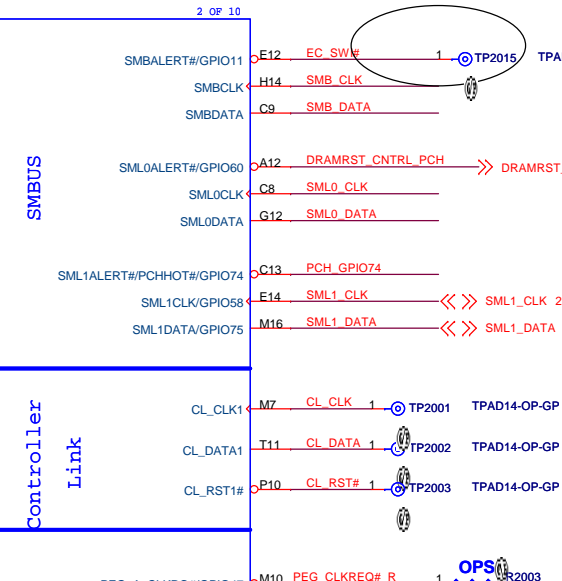 2 OF 10
SMBALERT#/GPIO11 E12 EC_SWI# 1 TP2015 TPA
SMBCLK H14 SMB_CLK
SMBDATA C9 SMB_DATA
SMBUS
SML0ALERT#/GPIO60 A12 DRAMRST_CNTRL_PCH DRAMRST_
SML0CLK C8 SML0_CLK
SML0DATA G12 SML0_DATA
SML1ALERT#/PCHHOT#/GPIO74 C13 PCH_GPIO74
SML1CLK/GPIO58 E14 SML1_CLK SML1_CLK 2
SML1DATA/GPIO75 M16 SML1_DATA SML1_DATA
Controller
Link
CL_CLK1 M7 CL_CLK 1 TP2001 TPAD14-OP-GP
CL_DATA1 T11 CL_DATA 1 TP2002 TPAD14-OP-GP
CL_RST1# P10 CL_RST# 1 TP2003 TPAD14-OP-GP
OPS
M10 PEG_CLKREQ#_R 1 R2003